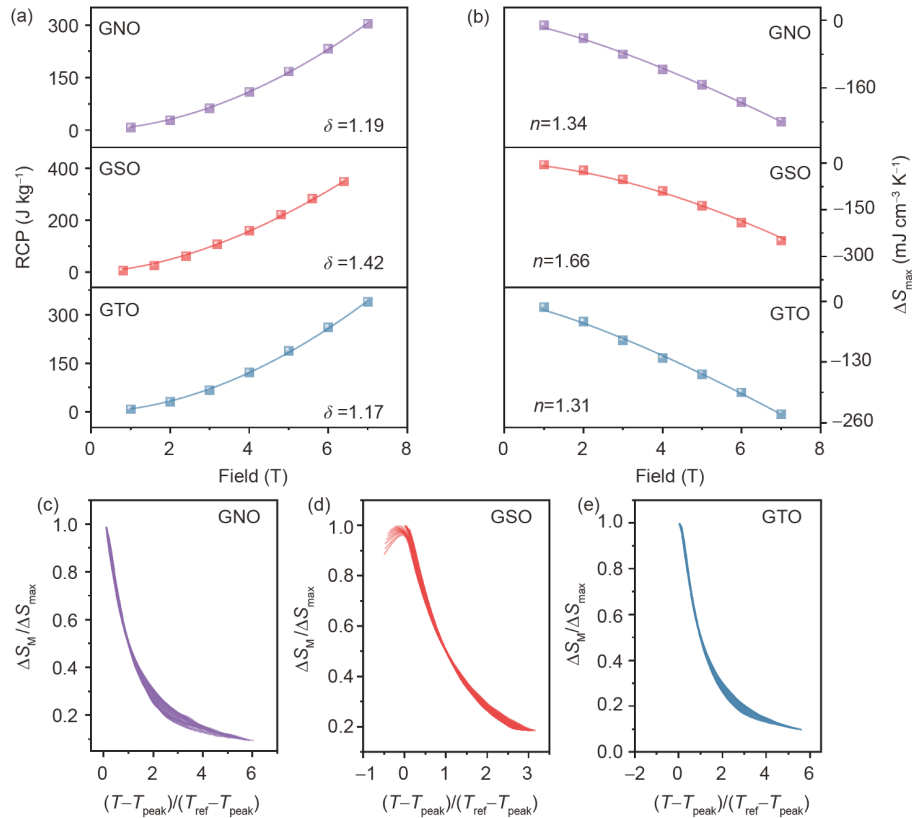 (a)
300
150
0
GNO
δ =1.19
400
200
0
GSO
δ =1.42
300
150
0
GTO
δ =1.17
RCP (J kg⁻¹)
0 2 4 6 8
Field (T)
(b)
GNO
n=1.34
0
−160
GSO
n=1.66
0
−150
−300
GTO
n=1.31
0
−130
−260
ΔSmax (mJ cm⁻³ K⁻¹)
0 2 4 6 8
Field (T)
(c)
GNO
1.0
0.8
0.6
0.4
0.2
ΔSM/ΔSmax
0 2 4 6
(T−Tpeak)/(Tref−Tpeak)
(d)
GSO
1.0
0.8
0.6
0.4
0.2
ΔSM/ΔSmax
−1 0 1 2 3
(T−Tpeak)/(Tref−Tpeak)
(e)
GTO
1.0
0.8
0.6
0.4
0.2
0.0
ΔSM/ΔSmax
−2 0 2 4 6
(T−Tpeak)/(Tref−Tpeak)